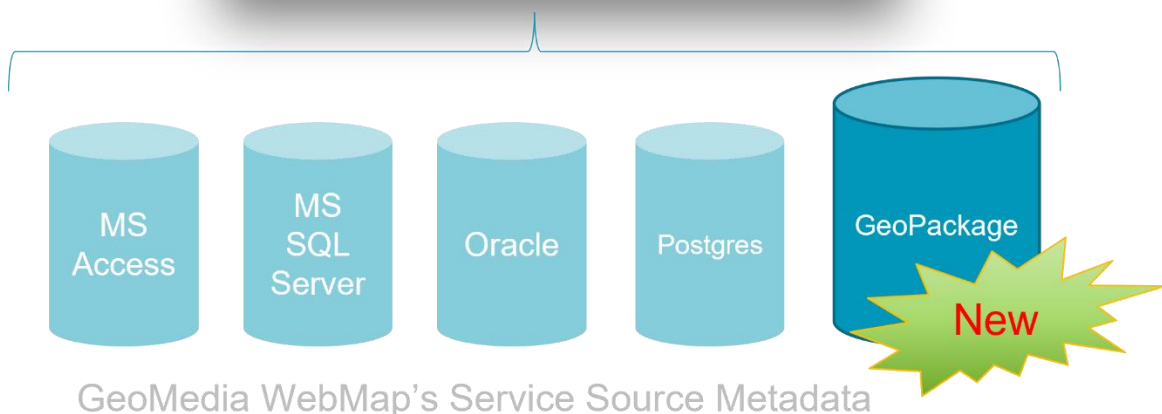 MS
Access
MS
SQL
Server
Oracle
Postgres
GeoPackage
New
GeoMedia WebMap's Service Source Metadata